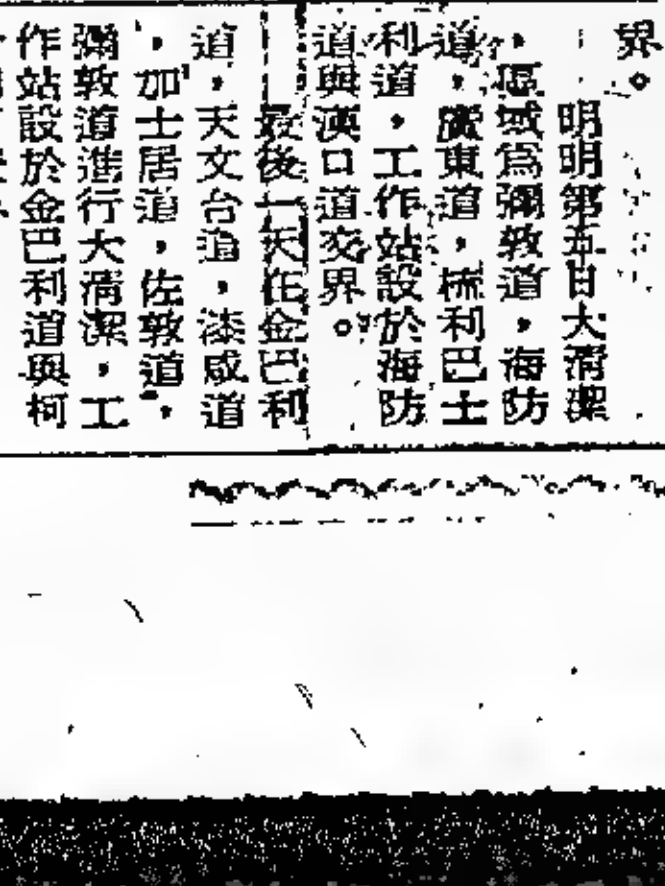 界。
明明第五日大清潔
，區域爲彌敦道，海防
道，廣東道，梳利巴士
利道，工作站設於海防
道與漢口道交界。
最後一天在金巴利
道，天文台道，漆咸道
，加士居道，佐敦道，
彌敦道進行大清潔，工
作站設於金巴利道與柯